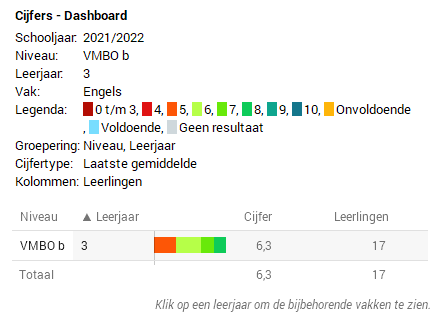 Cijfers - Dashboard
Schooljaar: 2021/2022
Niveau: VMBO b
Leerjaar: 3
Vak: Engels
Legenda: 0 t/m 3, 4, 5, 6, 7, 8, 9, 10, Onvoldoende
, Voldoende, Geen resultaat
Groepering: Niveau, Leerjaar
Cijfertype: Laatste gemiddelde
Kolommen: Leerlingen
Niveau ▲ Leerjaar Cijfer Leerlingen
VMBO b 3 6,3 17
Totaal 6,3 17
Klik op een leerjaar om de bijbehorende vakken te zien.